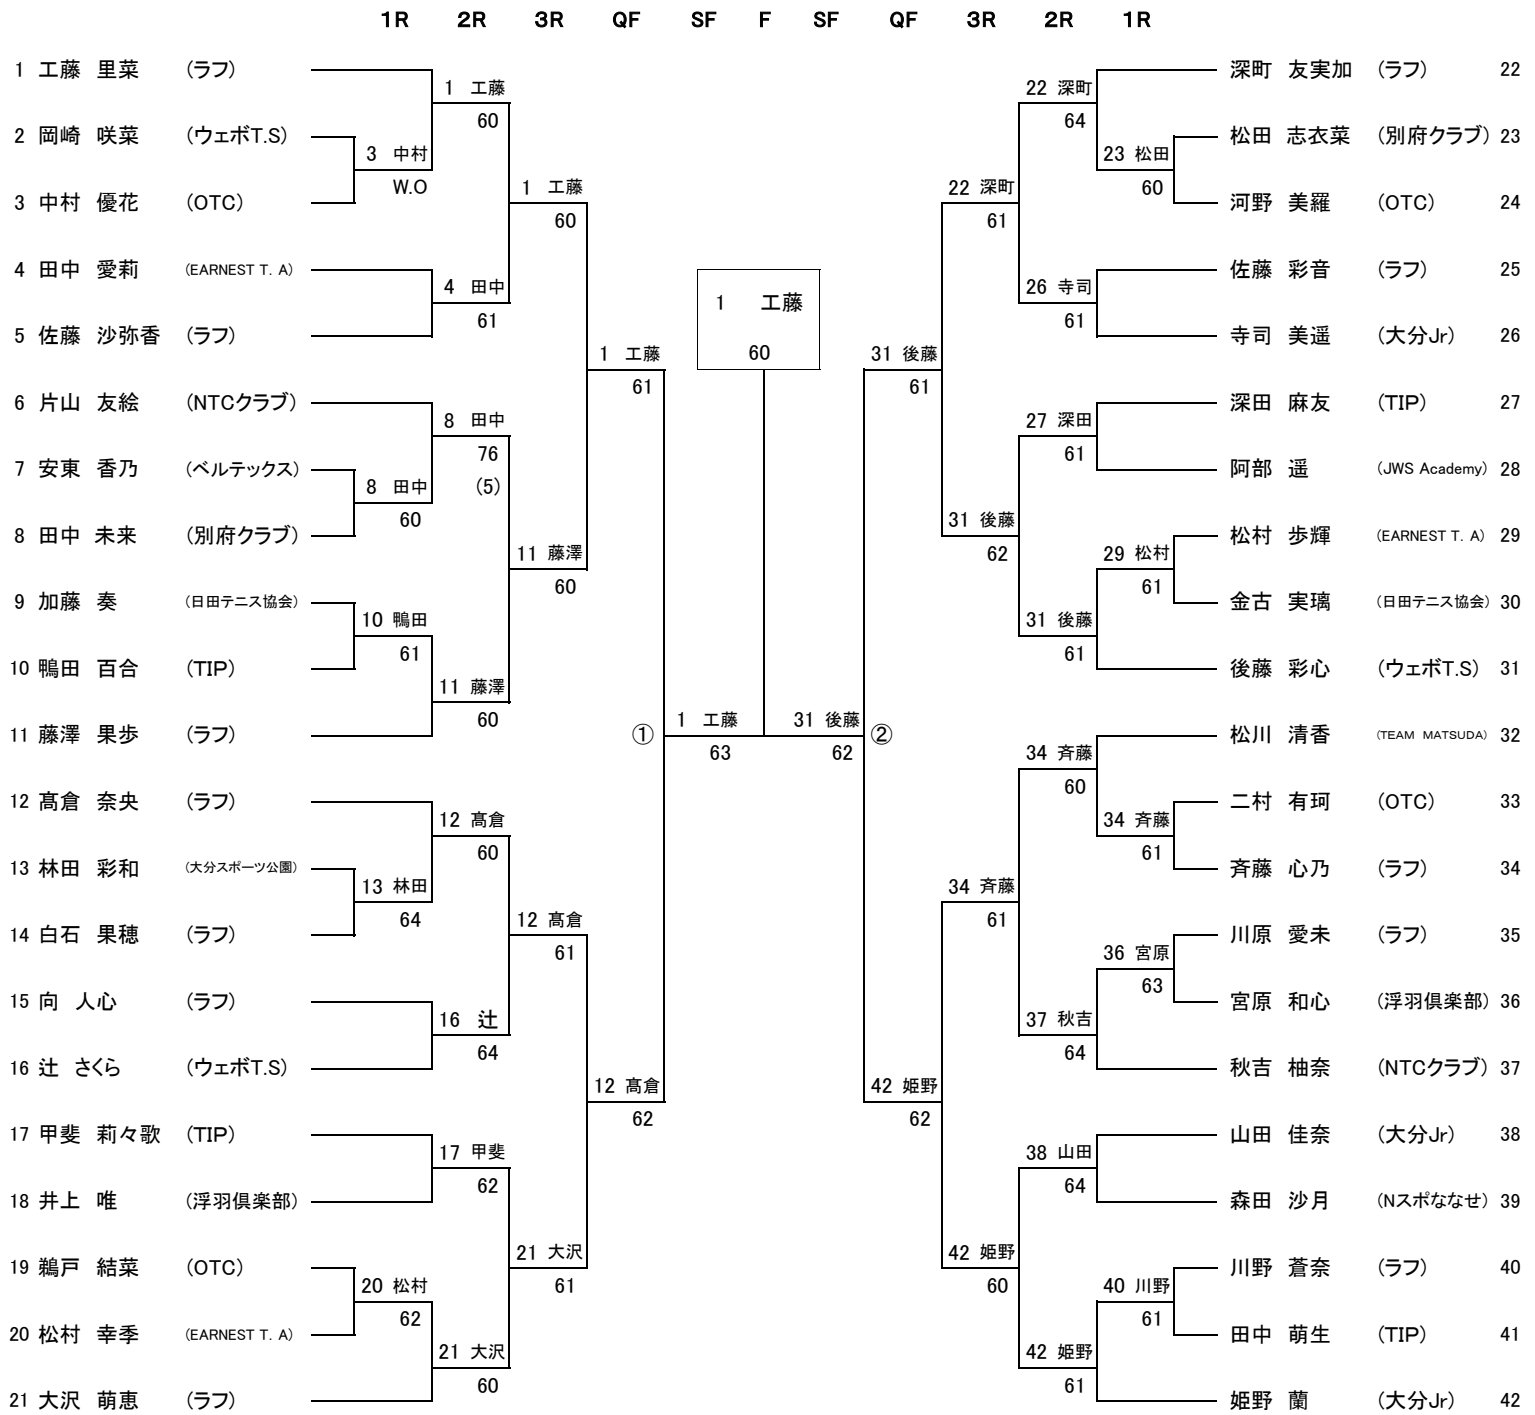 1R 2R 3R QF SF F SF QF 3R 2R 1R
1 工藤 里菜 (ラフ)
2 岡崎 咲菜 (ウェボT.S)
3 中村 優花 (OTC)
4 田中 愛莉 (EARNEST T. A)
5 佐藤 沙弥香 (ラフ)
6 片山 友絵 (NTCクラブ)
7 安東 香乃 (ベルテックス)
8 田中 未来 (別府クラブ)
9 加藤 奏 (日田テニス協会)
10 鴨田 百合 (TIP)
11 藤澤 果歩 (ラフ)
12 髙倉 奈央 (ラフ)
13 林田 彩和 (大分スポーツ公園)
14 白石 果穂 (ラフ)
15 向 人心 (ラフ)
16 辻 さくら (ウェボT.S)
17 甲斐 莉々歌 (TIP)
18 井上 唯 (浮羽倶楽部)
19 鵜戸 結菜 (OTC)
20 松村 幸季 (EARNEST T. A)
21 大沢 萌恵 (ラフ)
3 中村
W.O
8 田中
60
10 鴨田
61
13 林田
64
20 松村
62
1 工藤
60
4 田中
61
8 田中
76
(5)
11 藤澤
60
12 髙倉
60
16 辻
64
17 甲斐
62
21 大沢
60
1 工藤
60
11 藤澤
60
12 髙倉
61
21 大沢
61
1 工藤
61
12 髙倉
62
①
1 工藤
63
1 工藤
60
31 後藤
62
②
31 後藤
61
42 姫野
62
22 深町
61
31 後藤
62
34 斉藤
61
42 姫野
60
22 深町
64
26 寺司
61
27 深田
61
31 後藤
61
34 斉藤
60
37 秋吉
64
38 山田
64
42 姫野
61
23 松田
60
29 松村
61
34 斉藤
61
36 宮原
63
40 川野
61
深町 友実加 (ラフ) 22
松田 志衣菜 (別府クラブ) 23
河野 美羅 (OTC) 24
佐藤 彩音 (ラフ) 25
寺司 美遥 (大分Jr) 26
深田 麻友 (TIP) 27
阿部 遥 (JWS Academy) 28
松村 歩輝 (EARNEST T. A) 29
金古 実璃 (日田テニス協会) 30
後藤 彩心 (ウェボT.S) 31
松川 清香 (TEAM MATSUDA) 32
二村 有珂 (OTC) 33
斉藤 心乃 (ラフ) 34
川原 愛未 (ラフ) 35
宮原 和心 (浮羽倶楽部) 36
秋吉 柚奈 (NTCクラブ) 37
山田 佳奈 (大分Jr) 38
森田 沙月 (Nスポななせ) 39
川野 蒼奈 (ラフ) 40
田中 萌生 (TIP) 41
姫野 蘭 (大分Jr) 42